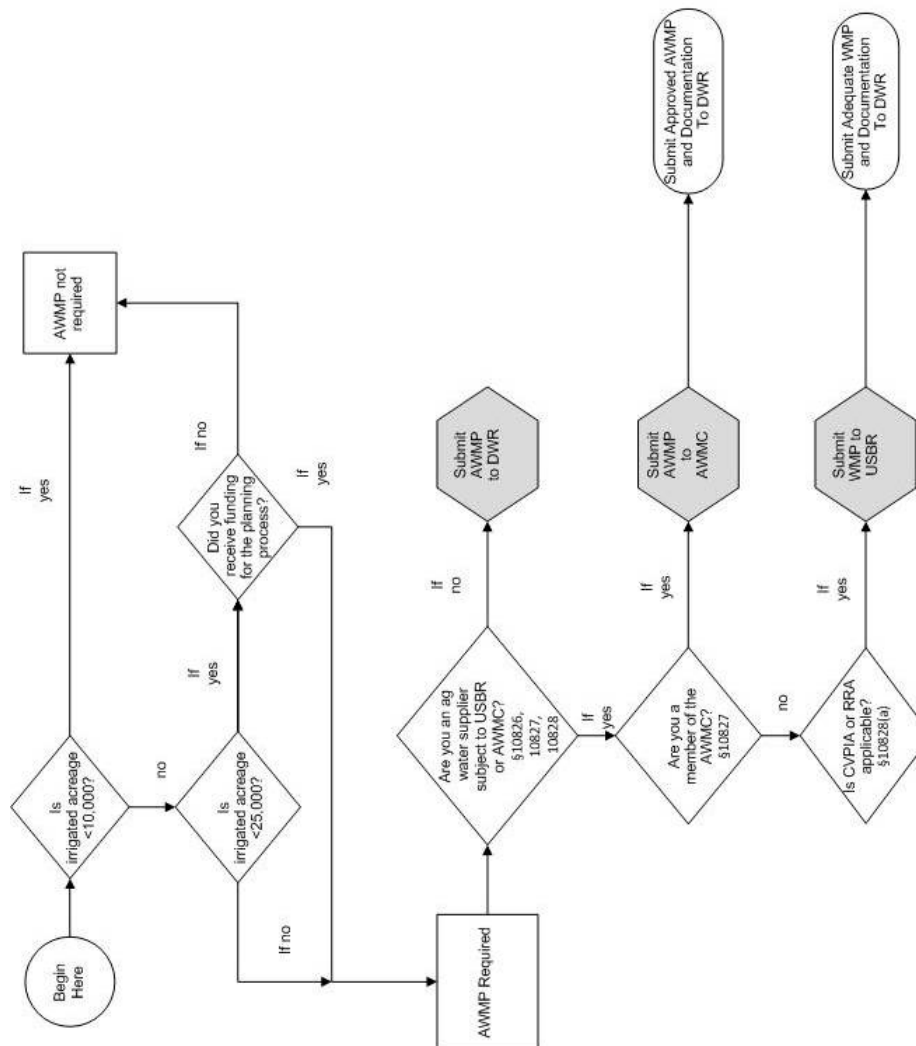 Begin
Here
Is
irrigated acreage
<10,000?
If
yes
AWMP not
required
no
Is
irrigated acreage
<25,000?
If
yes
Did you
receive funding
for the planning
process?
If no
If
yes
If no
AWMP Required
Are you an ag
water supplier
subject to USBR
or AWMC?
§10826,
10827,
10828
If
no
Submit
AWMP
to DWR
If
yes
Are you a
member of the
AWMC?
§10827
If
yes
Submit
AWMP
to
AWMC
Submit Approved AWMP
and Documentation
To DWR
no
Is CVPIA or RRA
applicable?
§10828(a)
If
yes
Submit
WMP to
USBR
Submit Adequate WMP
and Documentation
To DWR